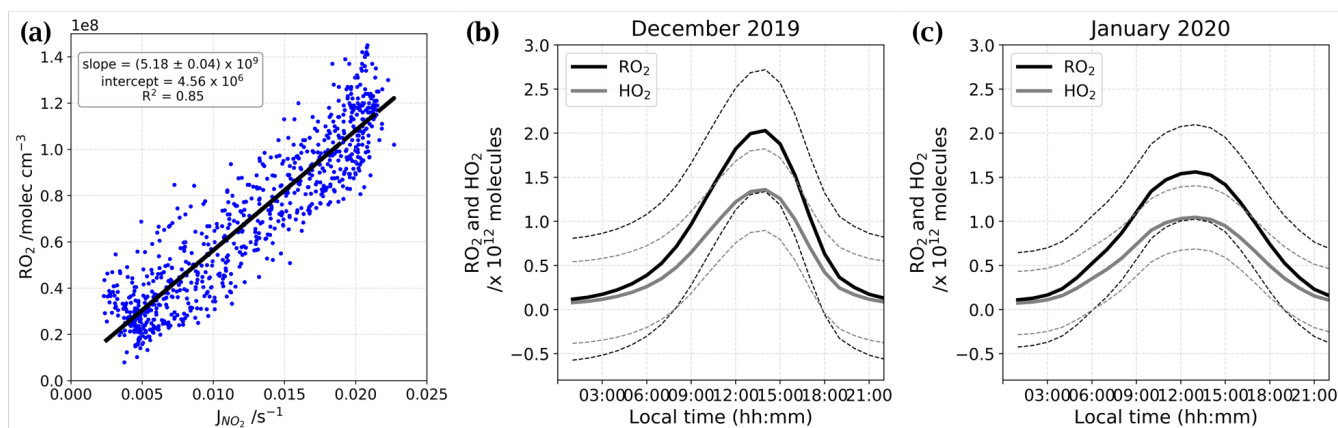 (a)
1e8
1.4
1.2
1.0
0.8
0.6
0.4
0.2
0.0
RO₂ /molec cm⁻³
slope = (5.18 ± 0.04) x 10⁹
intercept = 4.56 x 10⁶
R² = 0.85
0.000 0.005 0.010 0.015 0.020 0.025
J_NO₂ /s⁻¹
(b)
December 2019
RO₂
HO₂
3.0
2.5
2.0
1.5
1.0
0.5
0.0
−0.5
RO₂ and HO₂
/x 10¹² molecules
03:00 06:00 09:00 12:00 15:00 18:00 21:00
Local time (hh:mm)
(c)
January 2020
RO₂
HO₂
3.0
2.5
2.0
1.5
1.0
0.5
0.0
−0.5
RO₂ and HO₂
/x 10¹² molecules
03:00 06:00 09:00 12:00 15:00 18:00 21:00
Local time (hh:mm)